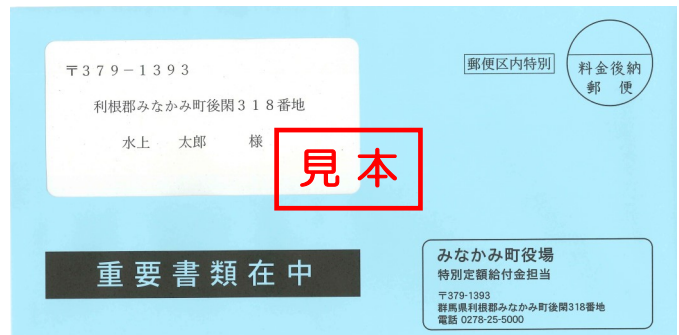 〒379－1393
利根郡みなかみ町後閑318番地
水上　太郎　様
郵便区内特別
料金後納
郵　便
見本
重要書類在中
みなかみ町役場
特別定額給付金担当
〒379-1393
群馬県利根郡みなかみ町後閑318番地
電話 0278-25-5000